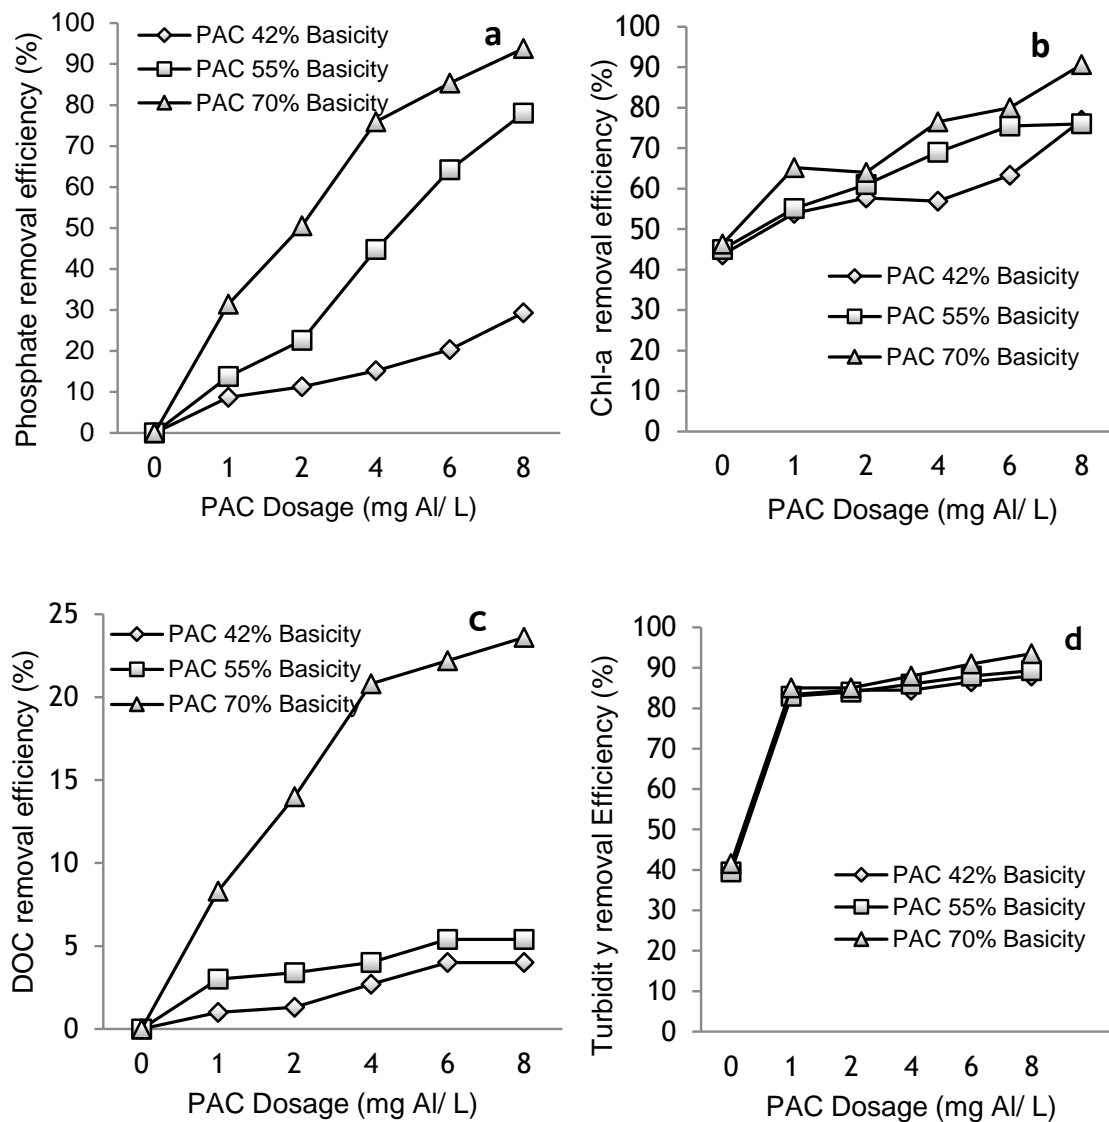 a
PAC 42% Basicity
PAC 55% Basicity
PAC 70% Basicity
Phosphate removal efficiency (%)
100
90
80
70
60
50
40
30
20
10
0
0 1 2 4 6 8
PAC Dosage (mg Al/ L)
b
Chl-a removal efficiency (%)
100
90
80
70
60
50
40
30
20
10
0
PAC 42% Basicity
PAC 55% Basicity
PAC 70% Basicity
0 1 2 4 6 8
PAC Dosage (mg Al/ L)
c
PAC 42% Basicity
PAC 55% Basicity
PAC 70% Basicity
DOC removal efficiency (%)
25
20
15
10
5
0
0 1 2 4 6 8
PAC Dosage (mg Al/ L)
d
Turbidit y removal Efficiency (%)
100
90
80
70
60
50
40
30
20
10
0
PAC 42% Basicity
PAC 55% Basicity
PAC 70% Basicity
0 1 2 4 6 8
PAC Dosage (mg Al/ L)